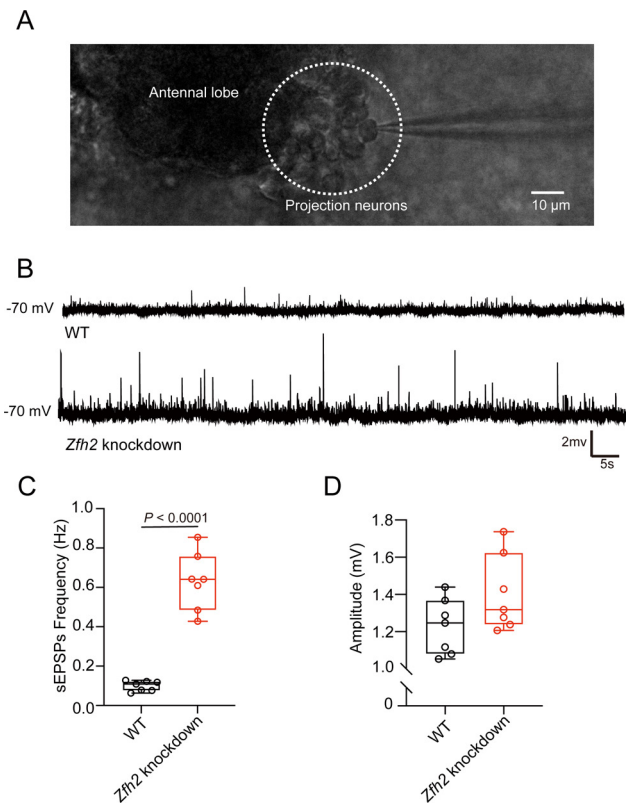 A
Antennal lobe
Projection neurons
10 µm
B
-70 mV
WT
-70 mV
Zfh2 knockdown
2mv
5s
C
D
sEPSPs Frequency (Hz)
1.0
0.8
0.6
0.4
0.2
0.0
P < 0.0001
WT
Zfh2 knockdown
Amplitude (mV)
1.8
1.6
1.4
1.2
1.0
0
WT
Zfh2 knockdown